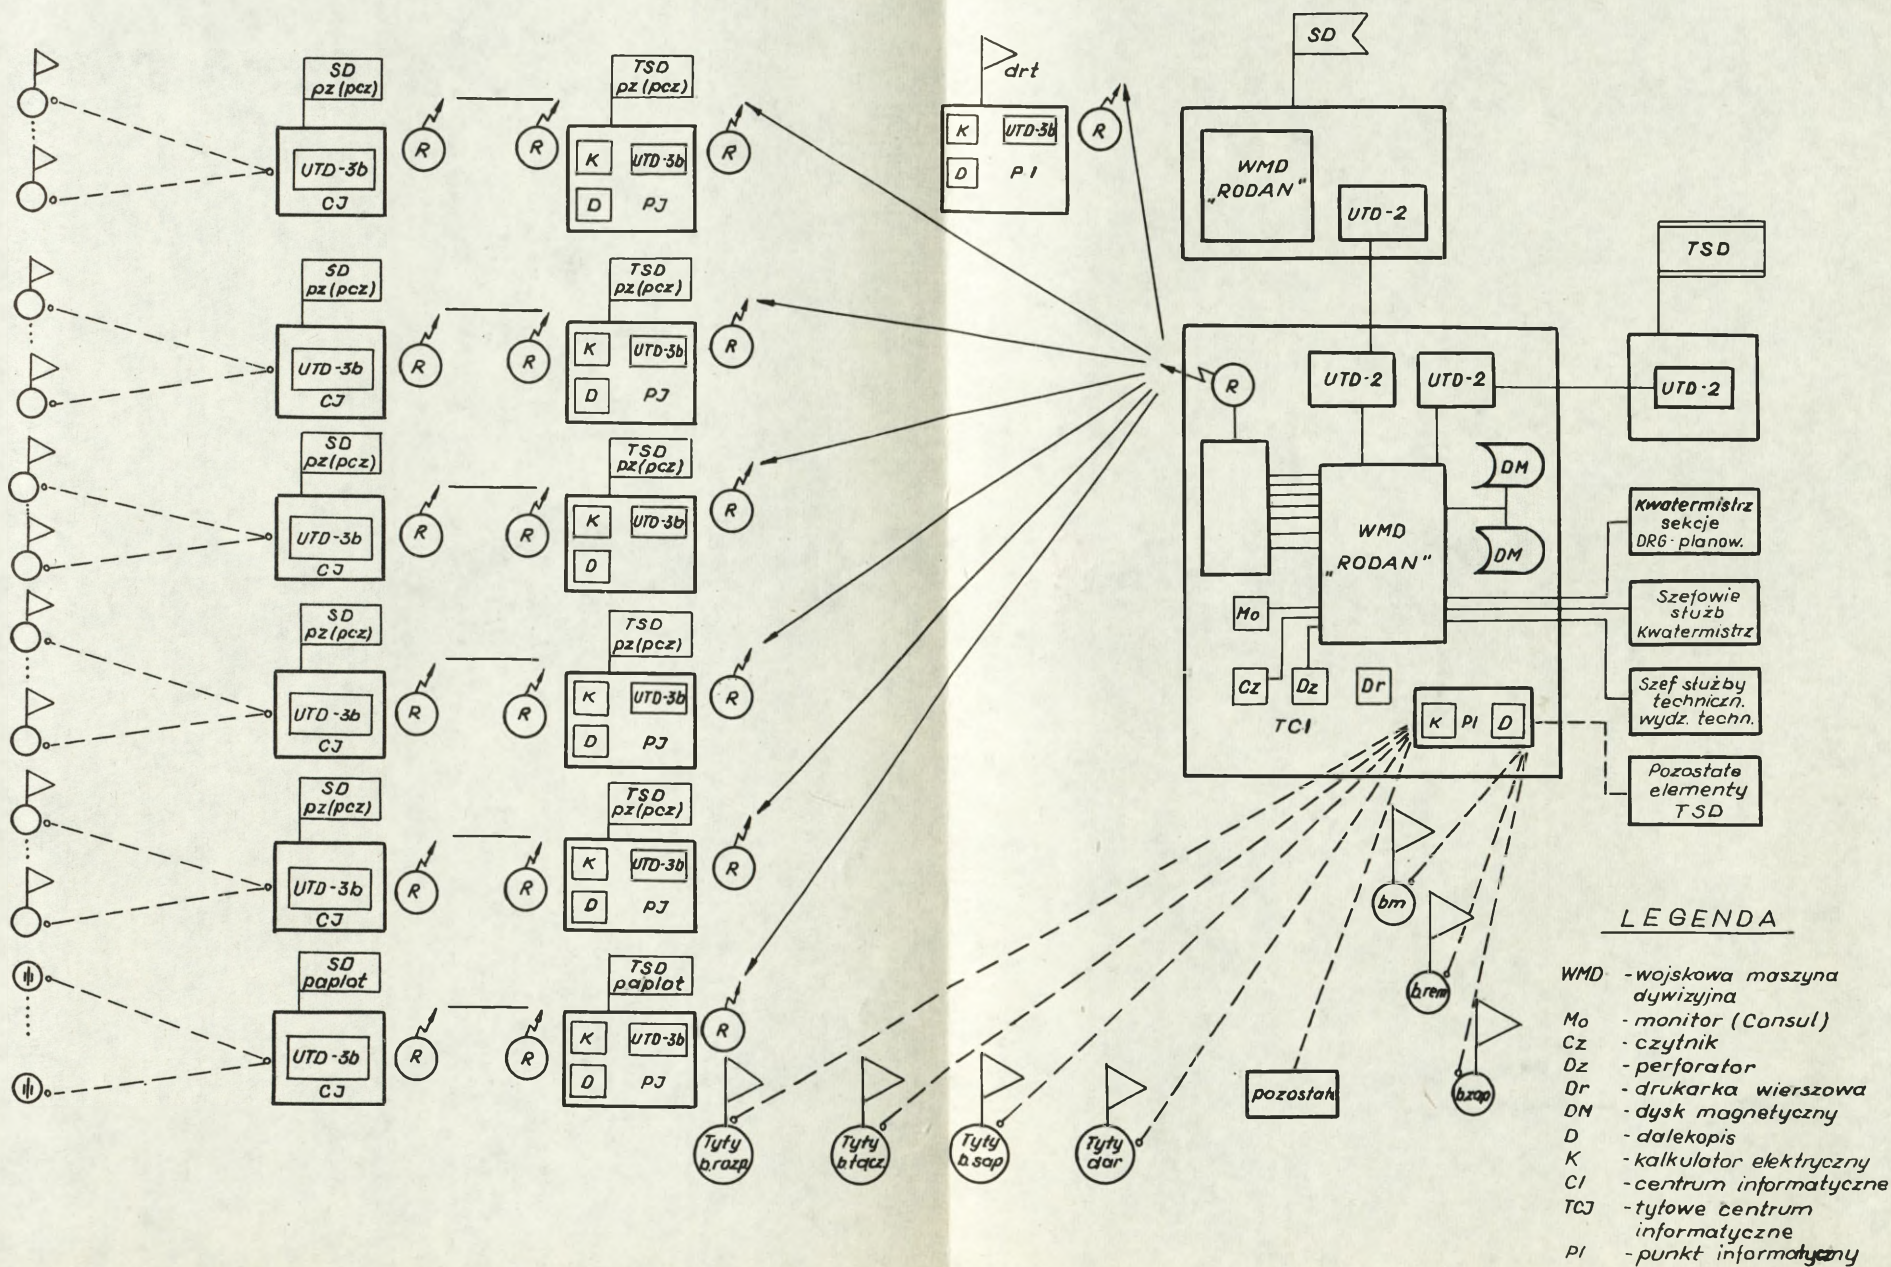 SD
pz (pcz)
UTD-3b
CJ
R
R
TSD
pz (pcz)
K
UTD-3b
D
PJ
R
SD
pz (pcz)
UTD-3b
CJ
R
R
TSD
pz (pcz)
K
UTD-3b
D
PJ
R
SD
pz (pcz)
UTD-3b
CJ
R
R
TSD
pz (pcz)
K
UTD-3b
D
R
SD
pz (pcz)
UTD-3b
CJ
R
R
TSD
pz (pcz)
K
UTD-3b
D
PJ
R
SD
pz (pcz)
UTD-3b
CJ
R
R
TSD
pz (pcz)
K
UTD-3b
D
PJ
R
SD
paplot
UTD-3b
CJ
R
R
TSD
paplot
K
UTD-3b
D
PJ
R
drt
K
UTD-3b
D
PI
R
SD
WMD
„RODAN"
UTD-2
TSD
UTD-2
R
UTD-2
UTD-2
DM
DM
WMD
„RODAN"
Mo
Cz
Dz
Dr
TCI
K
PI
D
Kwatermistrz
sekcje
DRG-planow.
Szefowie
służb
Kwatermistrz
Szef służby
techniczn.
wydz. techn.
Pozostałe
elementy
TSD
bm
b.rem
b.zap
Tyły
b.rozp
Tyły
b.łącz
Tyły
b.sap
Tyły
dar
pozostałe
LEGENDA
WMD - wojskowa maszyna
dywizyjna
Mo - monitor (Consul)
Cz - czytnik
Dz - perforator
Dr - drukarka wierszowa
DM - dysk magnetyczny
D - dalekopis
K - kalkulator elektryczny
CI - centrum informatyczne
TCJ - tyłowe centrum
informatyczne
PI - punkt informatyczny